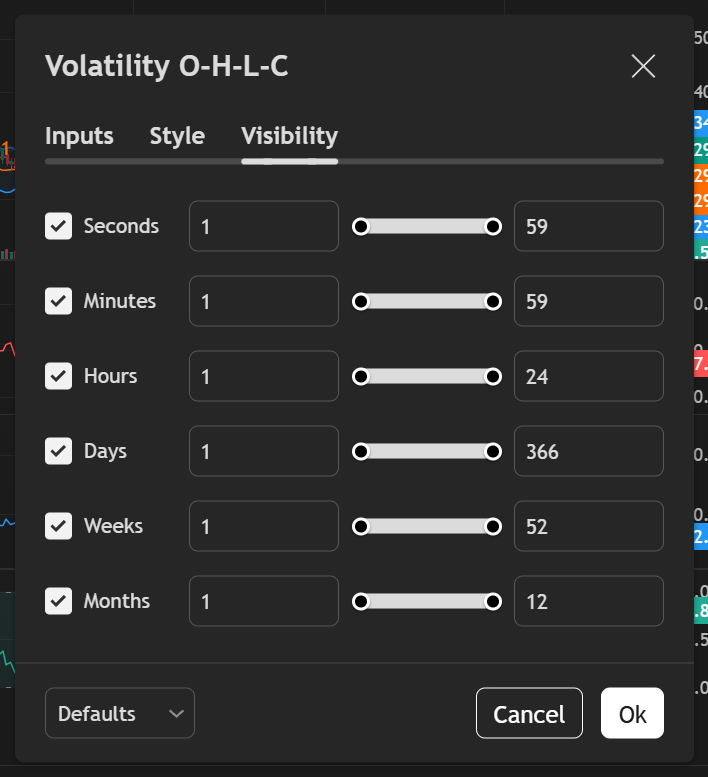 Volatility O-H-L-C
Inputs Style Visibility
Seconds 1 59
Minutes 1 59
Hours 1 24
Days 1 366
Weeks 1 52
Months 1 12
Defaults Cancel Ok